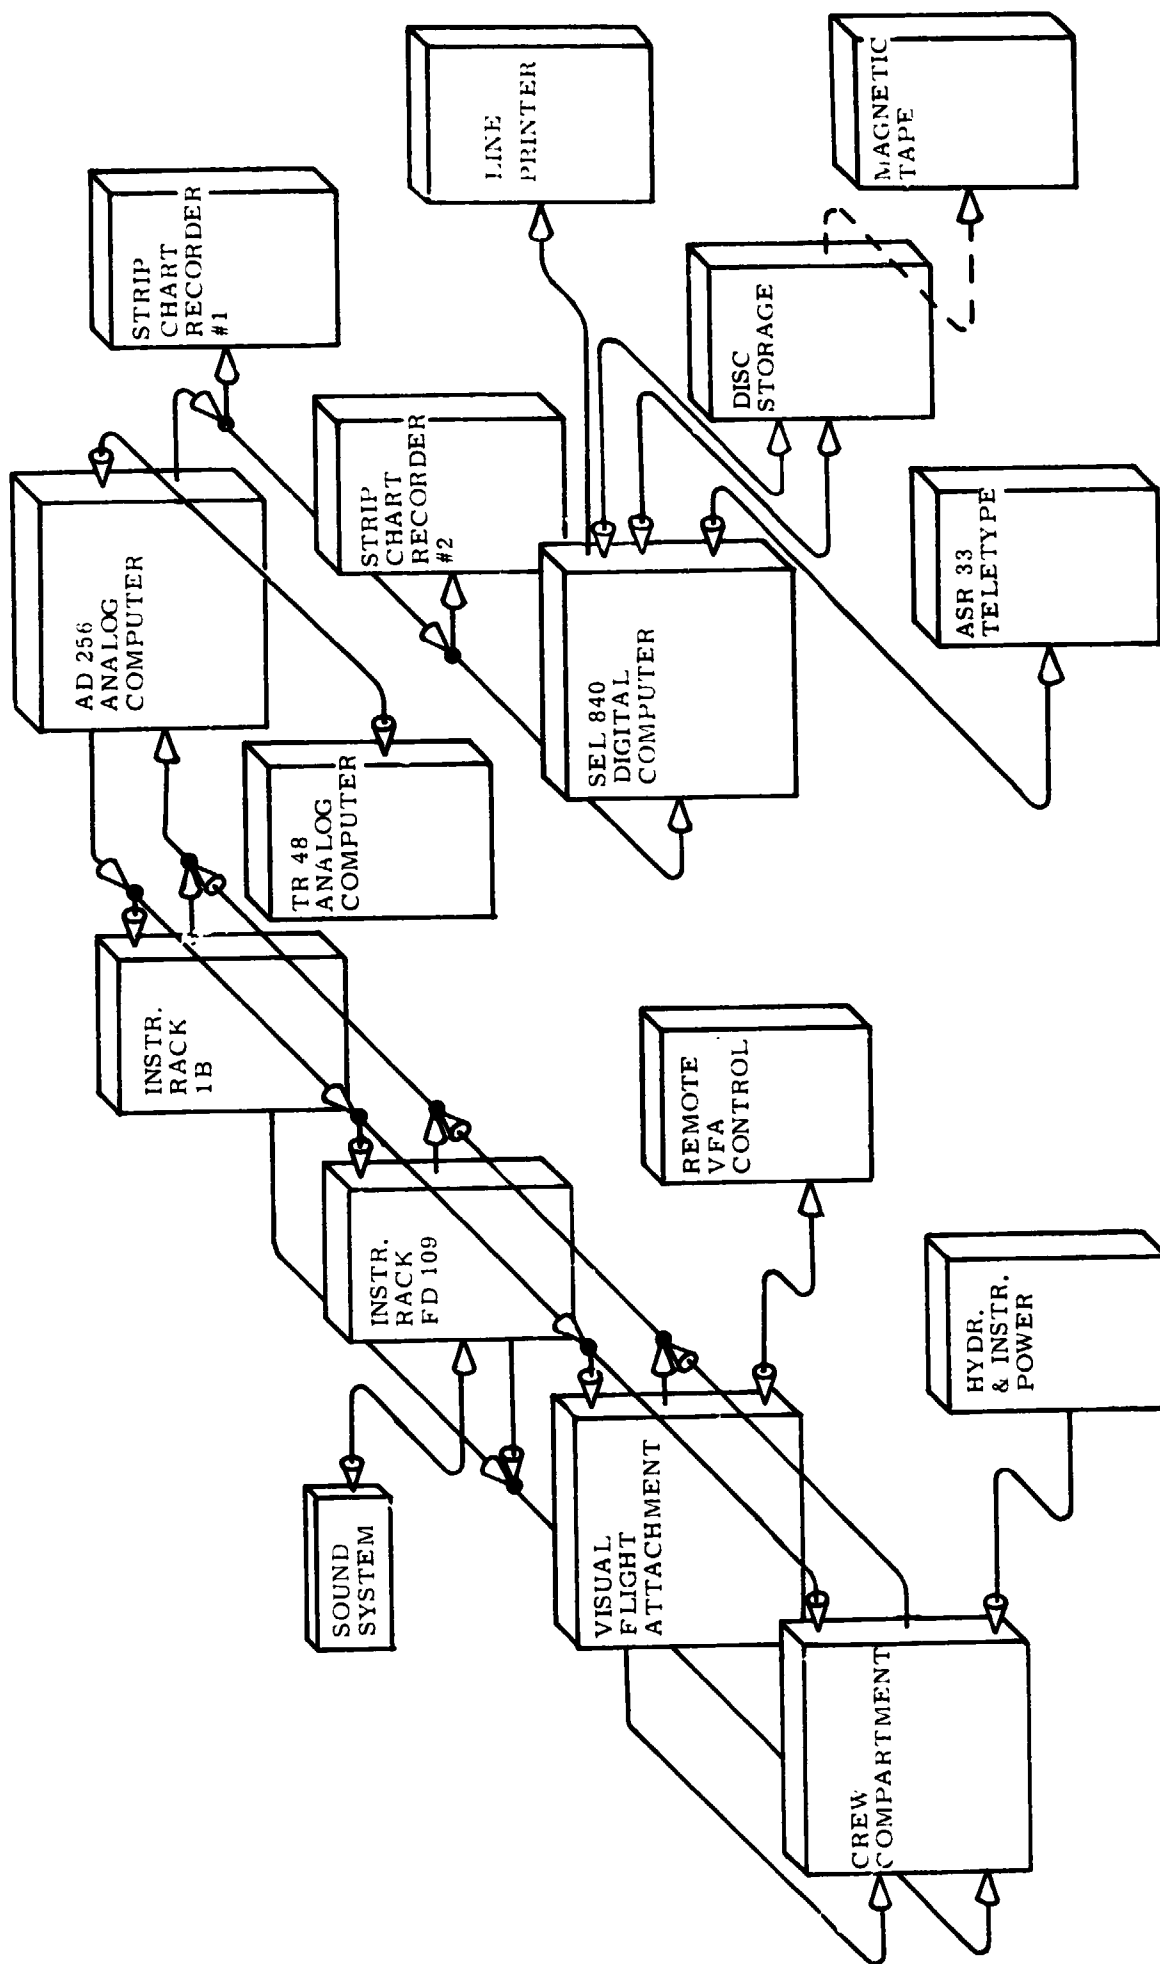 SOUND
SYSTEM
INSTR.
RACK
1B
AD 256
ANALOG
COMPUTER
STRIP
CHART
RECORDER
#1
INSTR.
RACK
FD 109
TR 48
ANALOG
COMPUTER
STRIP
CHART
RECORDER
#2
LINE
PRINTER
VISUAL
FLIGHT
ATTACHMENT
REMOTE
VFA
CONTROL
SEL 840
DIGITAL
COMPUTER
DISC
STORAGE
MAGNETIC
TAPE
CREW
COMPARTMENT
HYDR.
& INSTR.
POWER
ASR 33
TELETYPE